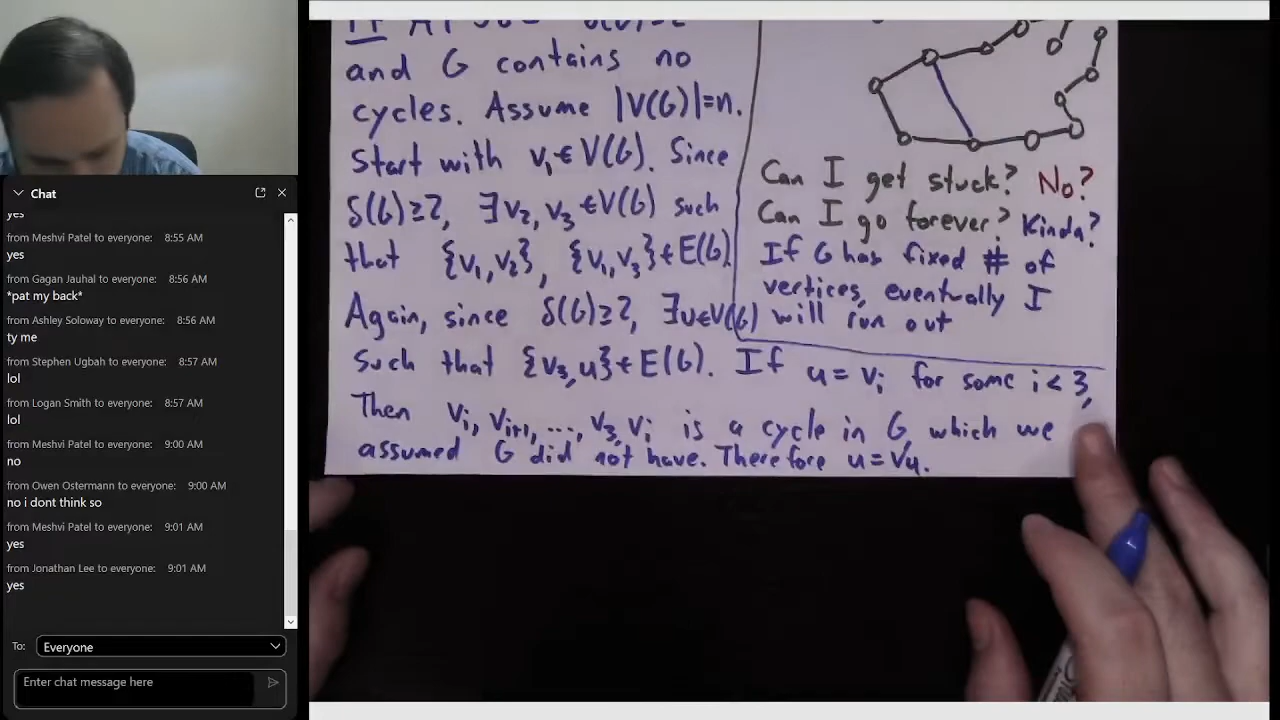 Chat
yes
from Meshvi Patel to everyone: 8:55 AM
yes
from Gagan Jauhal to everyone: 8:56 AM
*pat my back*
from Ashley Soloway to everyone: 8:56 AM
ty me
from Stephen Ugbah to everyone: 8:57 AM
lol
from Logan Smith to everyone: 8:57 AM
lol
from Meshvi Patel to everyone: 9:00 AM
no
from Owen Ostermann to everyone: 9:00 AM
no i dont think so
from Meshvi Patel to everyone: 9:01 AM
yes
from Jonathan Lee to everyone: 9:01 AM
yes
To: Everyone
Enter chat message here
and G contains no
cycles. Assume |V(G)|=n.
Start with v₁∈V(G). Since
δ(G)≥2, ∃v₂,v₃∈V(G) such
that {v₁,v₂}, {v₁,v₃}∈E(G).
Again, since δ(G)≥2, ∃u∈V(G)
such that {v₃,u}∈E(G). If u=vᵢ for some i<3,
Then vᵢ, vᵢ₊₁, ..., v₃, vᵢ is a cycle in G, which we
assumed G did not have. Therefore u=v₄.
Can I get stuck? No?
Can I go forever? Kinda?
If G has fixed # of
vertices, eventually I
will run out